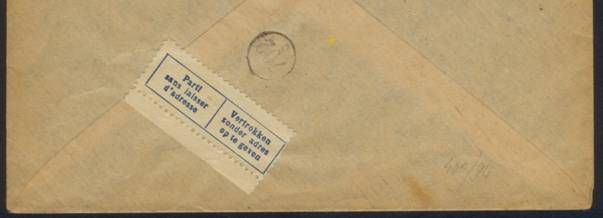 Parti
sans laisser
d'adresse
Vertrokken
zonder adres
op te geven